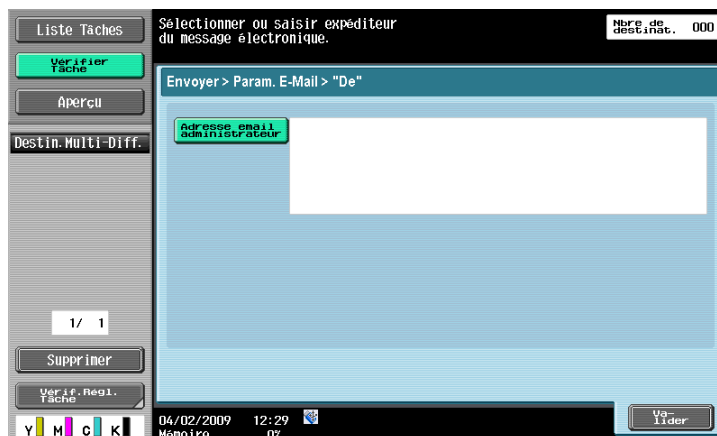 Liste Tâches
Vérifier
Tâche
Aperçu
Destin.Multi-Diff.
1/ 1
Supprimer
Vérif.Régl.
Tâche
Y M C K
Sélectionner ou saisir expéditeur
du message électronique.
Nbre de
destinat. 000
Envoyer > Param. E-Mail > "De"
Adresse email
administrateur
04/02/2009 12:29
Mémoire 0%
Va-
lider